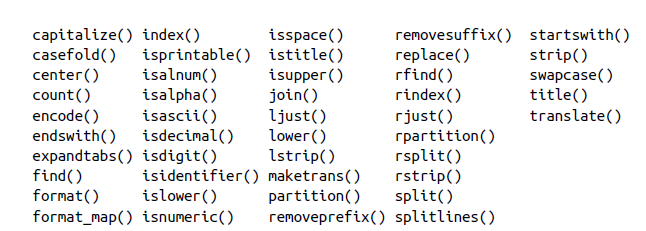 capitalize() index() isspace() removesuffix() startswith()
casefold() isprintable() istitle() replace() strip()
center() isalnum() isupper() rfind() swapcase()
count() isalpha() join() rindex() title()
encode() isascii() ljust() rjust() translate()
endswith() isdecimal() lower() rpartition()
expandtabs() isdigit() lstrip() rsplit()
find() isidentifier() maketrans() rstrip()
format() islower() partition() split()
format_map() isnumeric() removeprefix() splitlines()